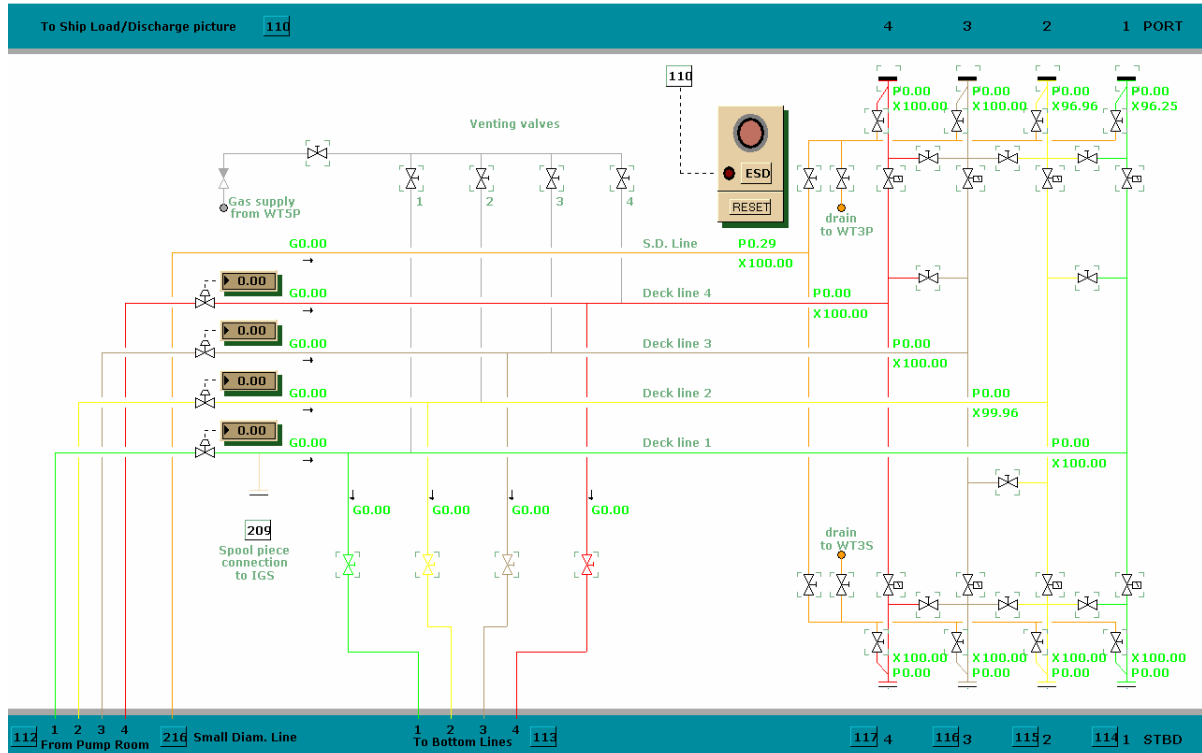 To Ship Load/Discharge picture 110 4 3 2 1 PORT
110
P0.00 P0.00 P0.00 P0.00
X100.00 X100.00 X96.96 X96.25
Venting valves
ESD
1 2 3 4
Gas supply
from WT5P
RESET
drain
to WT3P
G0.00 S.D. Line P0.29
X100.00
0.00
G0.00 Deck line 4 P0.00
X100.00
0.00
G0.00 Deck line 3 P0.00
X100.00
0.00
G0.00 Deck line 2 P0.00
X99.96
0.00
G0.00 Deck line 1 P0.00
X100.00
G0.00 G0.00 G0.00 G0.00
209
Spool piece
connection
to IGS
drain
to WT3S
X100.00 X100.00 X100.00 X100.00
P0.00 P0.00 P0.00 P0.00
1 2 3 4 1 2 3 4
112 From Pump Room 216 Small Diam. Line To Bottom Lines 113 117 4 116 3 115 2 114 1 STBD